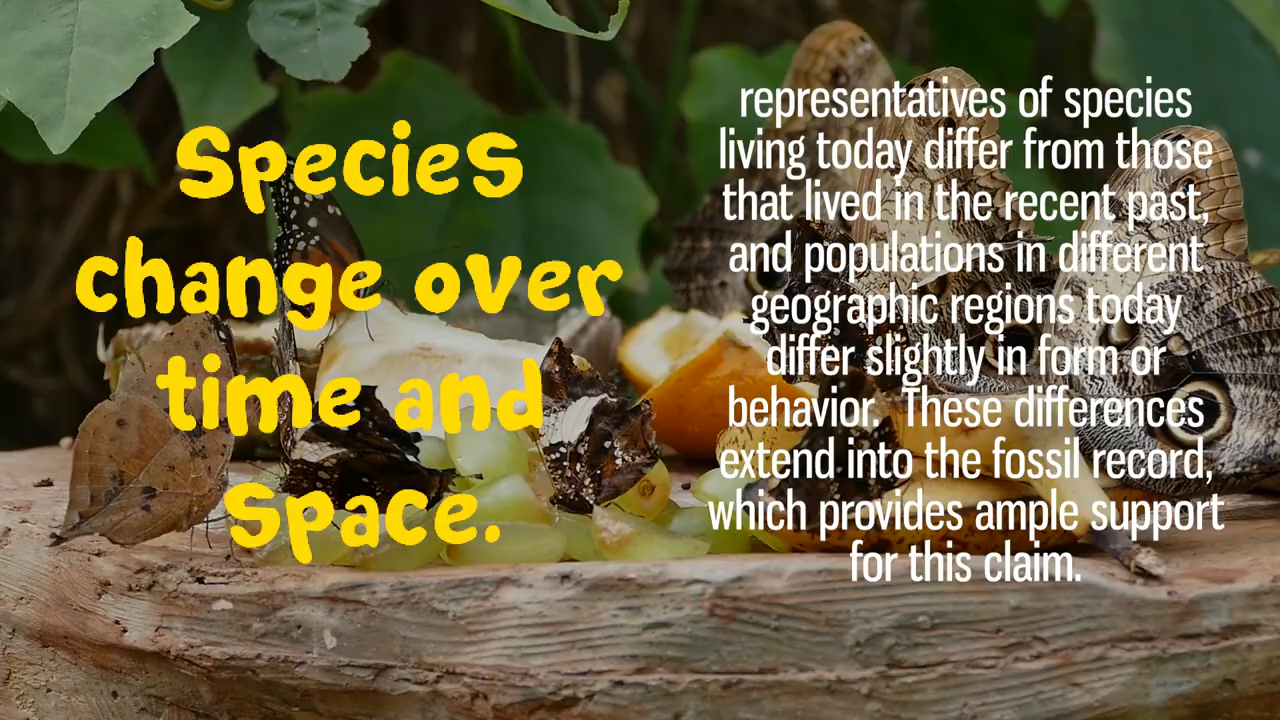 Species
change over
time and
Space.
representatives of species
living today differ from those
that lived in the recent past,
and populations in different
geographic regions today
differ slightly in form or
behavior.  These differences
extend into the fossil record,
which provides ample support
for this claim.